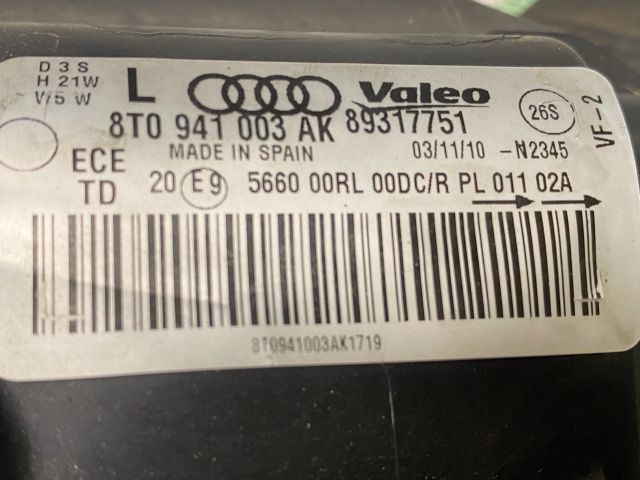 D3S
H 21W
W5W
L Valeo
8T0 941 003 AK 89317751
26S
VF-2
MADE IN SPAIN 03/11/10 -N2345
ECE
TD
20 E9 5660 00RL 00DC/R PL 011 02A
8T0941003AK1719